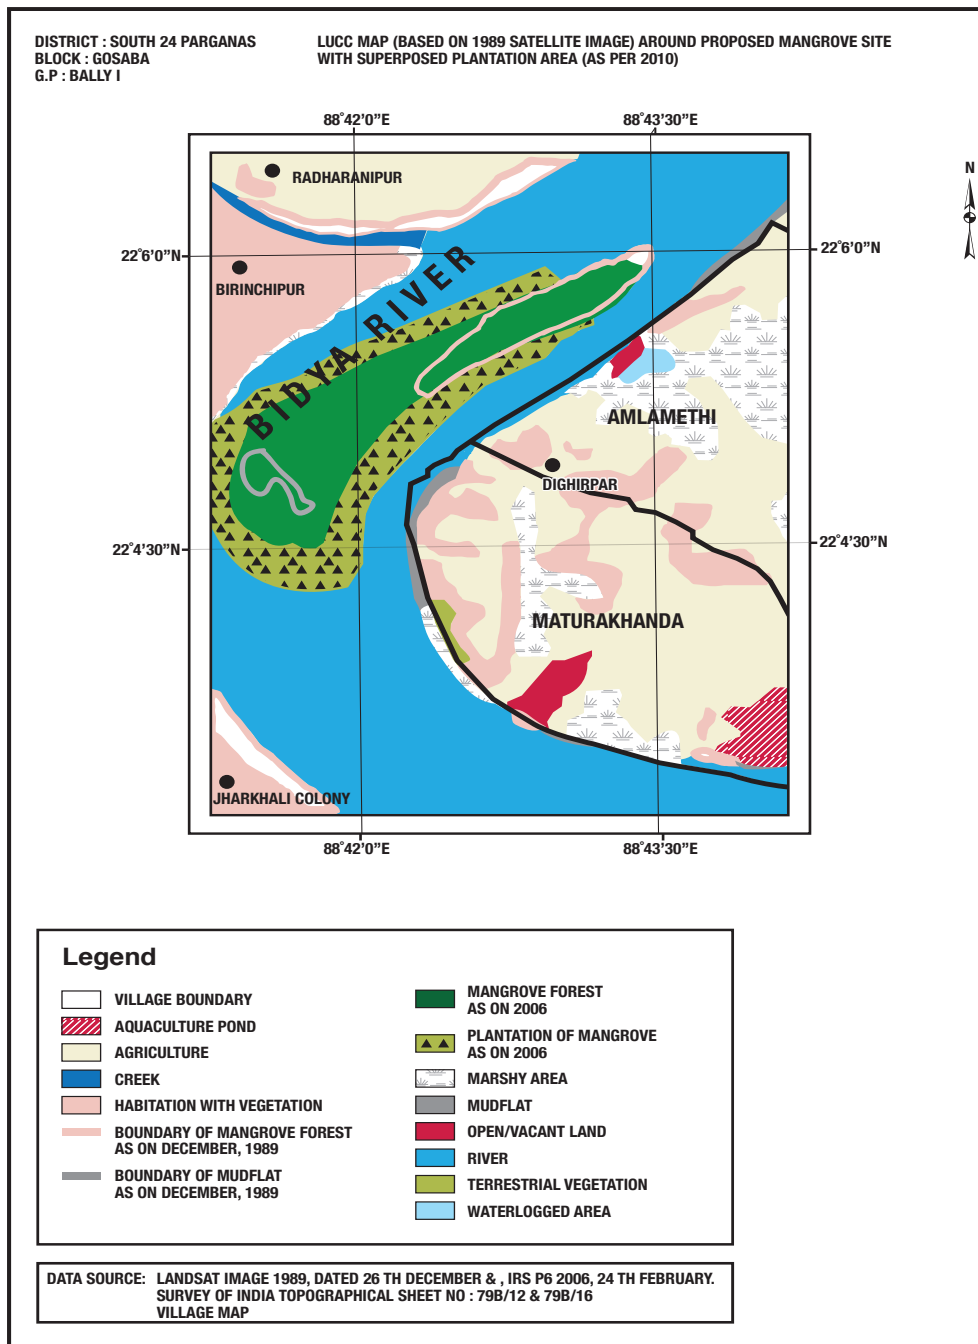 DISTRICT : SOUTH 24 PARGANAS
BLOCK : GOSABA
G.P : BALLY I
LUCC MAP (BASED ON 1989 SATELLITE IMAGE) AROUND PROPOSED MANGROVE SITE
WITH SUPERPOSED PLANTATION AREA (AS PER 2010)
88°42'0"E
88°43'30"E
N
RADHARANIPUR
22°6'0"N
22°6'0"N
BIRINCHIPUR
BIDYA RIVER
AMLAMETHI
DIGHIRPAR
22°4'30"N
22°4'30"N
MATURAKHANDA
JHARKHALI COLONY
88°42'0"E
88°43'30"E
Legend
VILLAGE BOUNDARY
AQUACULTURE POND
AGRICULTURE
CREEK
HABITATION WITH VEGETATION
BOUNDARY OF MANGROVE FOREST
AS ON DECEMBER, 1989
BOUNDARY OF MUDFLAT
AS ON DECEMBER, 1989
MANGROVE FOREST
AS ON 2006
PLANTATION OF MANGROVE
AS ON 2006
MARSHY AREA
MUDFLAT
OPEN/VACANT LAND
RIVER
TERRESTRIAL VEGETATION
WATERLOGGED AREA
DATA SOURCE: LANDSAT IMAGE 1989, DATED 26 TH DECEMBER & , IRS P6 2006, 24 TH FEBRUARY.
SURVEY OF INDIA TOPOGRAPHICAL SHEET NO : 79B/12 & 79B/16
VILLAGE MAP